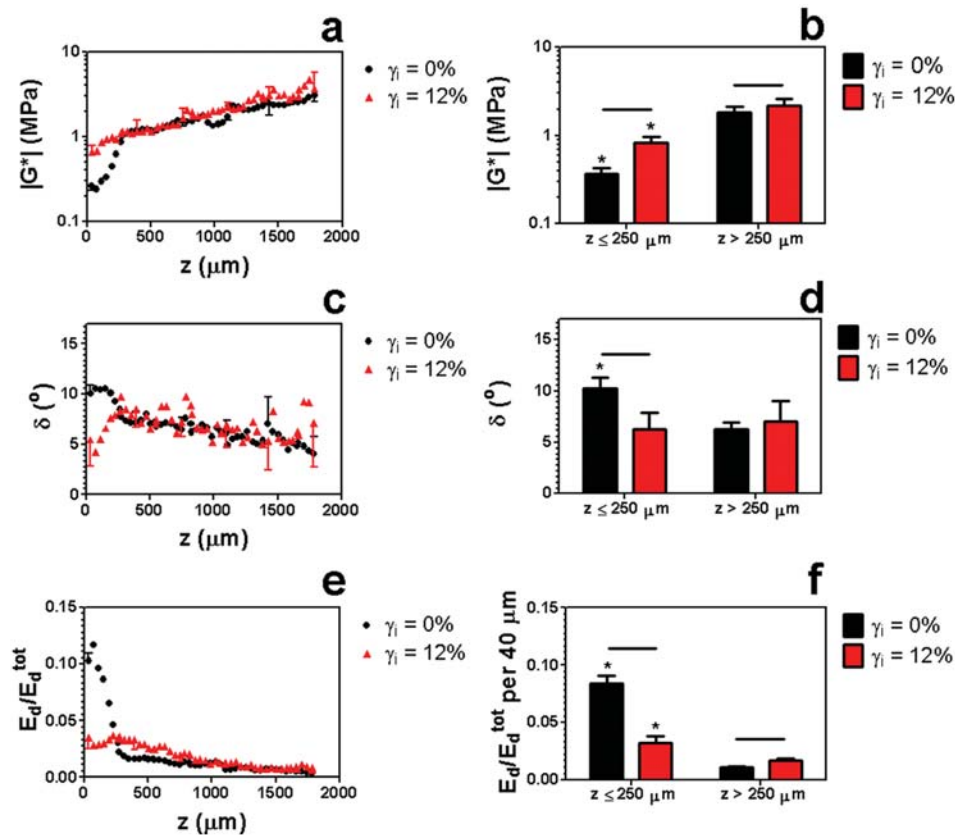 a
|G*| (MPa)
10
1
0.1
0 500 1000 1500 2000
z (µm)
γi = 0%
γi = 12%
b
|G*| (MPa)
10
1
0.1
* *
z ≤ 250 µm z > 250 µm
γi = 0%
γi = 12%
c
δ (°)
15
10
5
0
0 500 1000 1500 2000
z (µm)
γi = 0%
γi = 12%
d
δ (°)
15
10
5
0
*
z ≤ 250 µm z > 250 µm
γi = 0%
γi = 12%
e
Ed/Ed^tot
0.15
0.10
0.05
0.00
0 500 1000 1500 2000
z (µm)
γi = 0%
γi = 12%
f
Ed/Ed^tot per 40 µm
0.15
0.10
0.05
0.00
* *
z ≤ 250 µm z > 250 µm
γi = 0%
γi = 12%